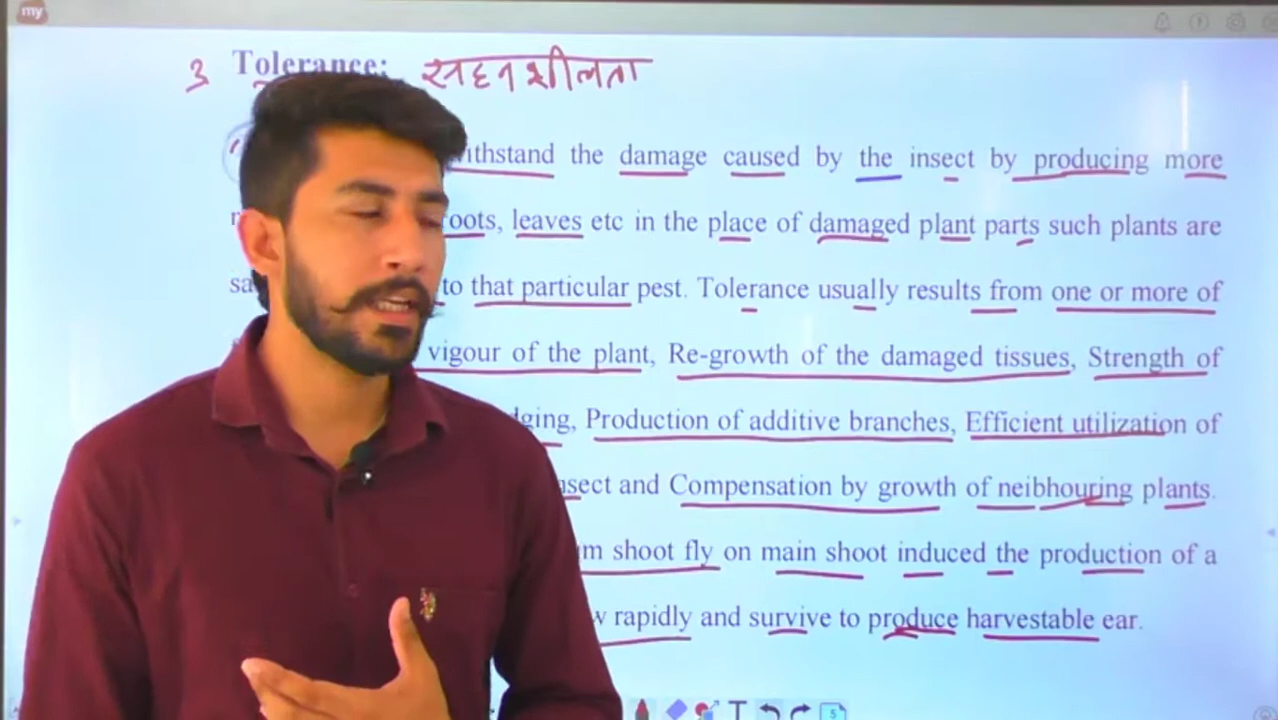 my
3 Tolerance: सहनशीलता
withstand the damage caused by the insect by producing more
roots, leaves etc in the place of damaged plant parts such plants are
to that particular pest. Tolerance usually results from one or more of
vigour of the plant, Re-growth of the damaged tissues, Strength of
Production of additive branches, Efficient utilization of
insect and Compensation by growth of neibhouring plants.
shoot fly on main shoot induced the production of a
rapidly and survive to produce harvestable ear.
T 5